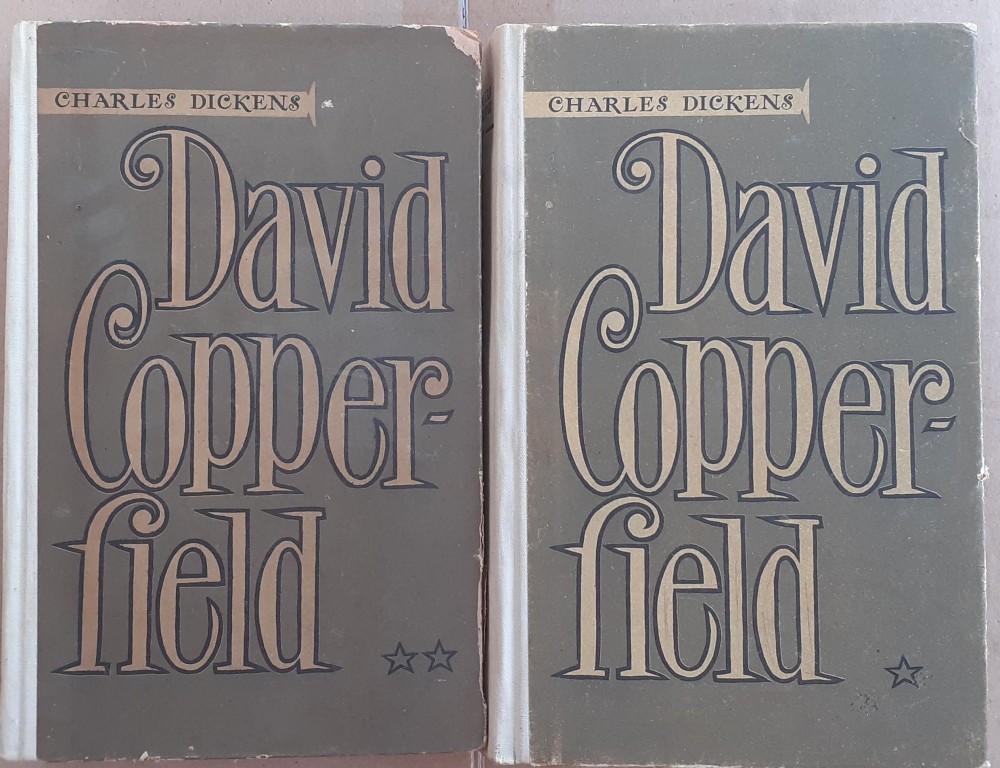 CHARLES DICKENS
David
Copper-
field
CHARLES DICKENS
David
Copper-
field